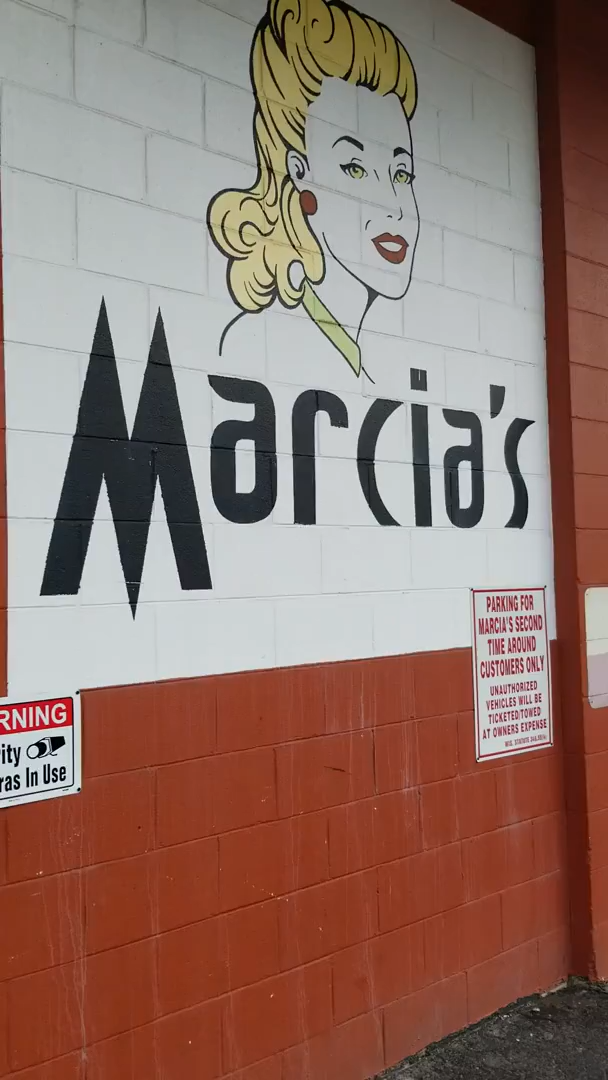 Marcia's
PARKING FOR
MARCIA'S SECOND
TIME AROUND
CUSTOMERS ONLY
UNAUTHORIZED
VEHICLES WILL BE
TICKETED/TOWED
AT OWNERS EXPENSE
RNING
ity
ras In Use